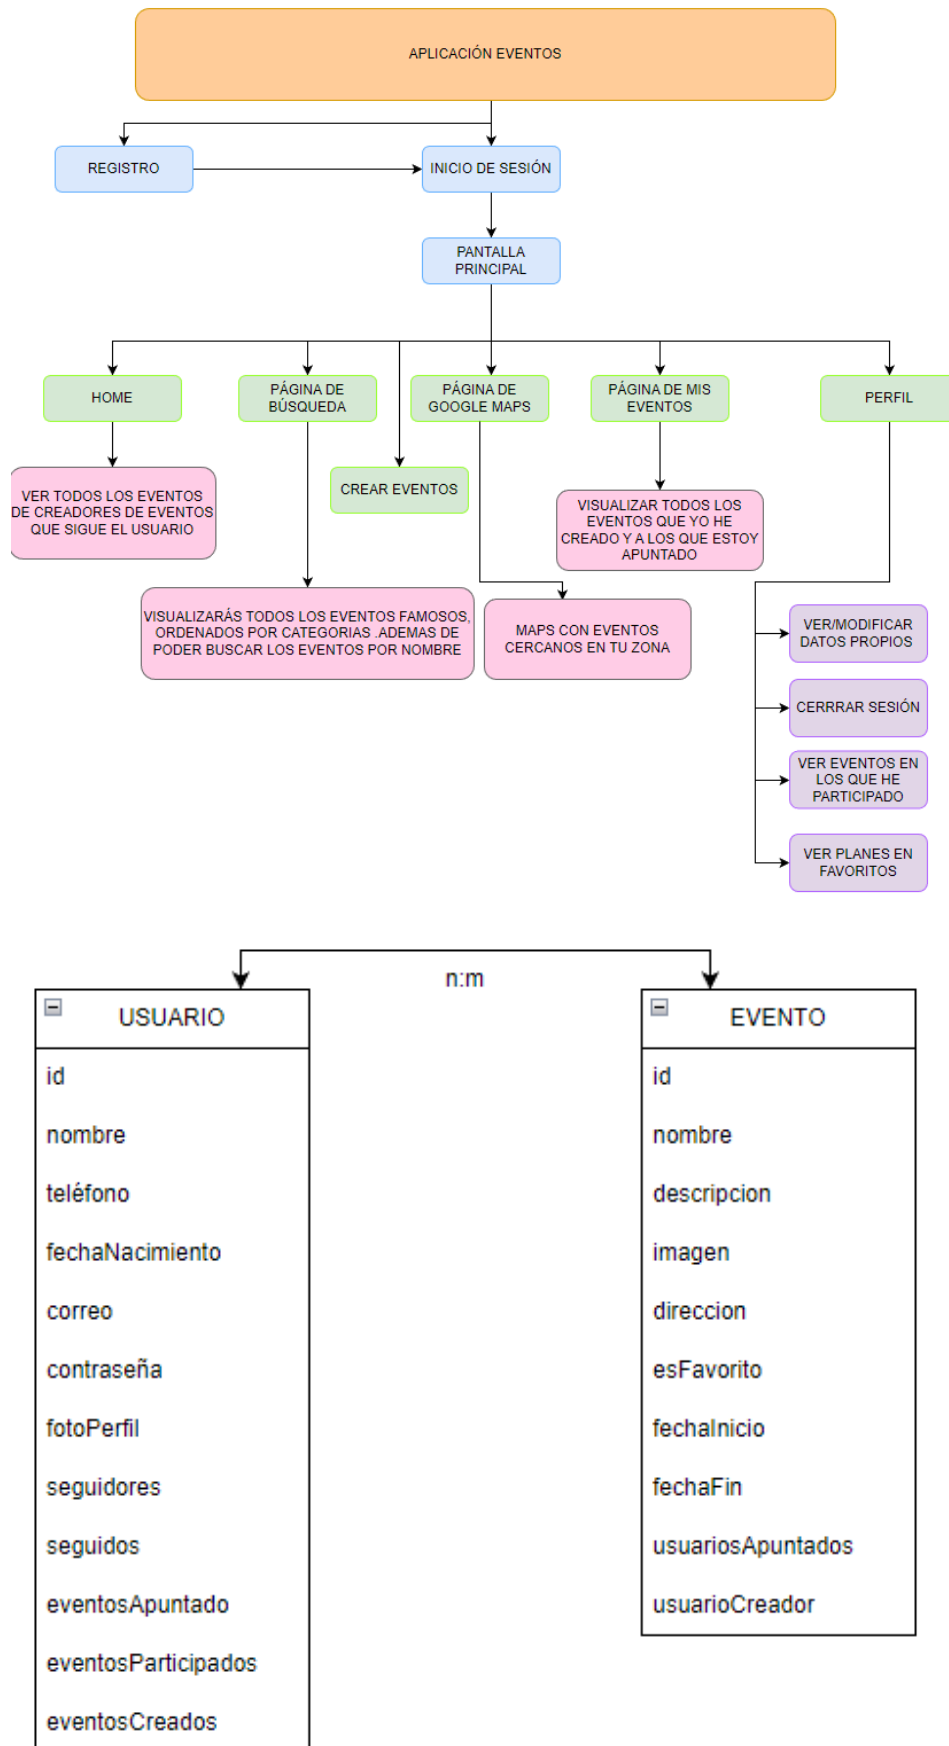 APLICACIÓN EVENTOS
REGISTRO
INICIO DE SESIÓN
PANTALLA
PRINCIPAL
HOME
PÁGINA DE
BÚSQUEDA
PÁGINA DE
GOOGLE MAPS
PÁGINA DE MIS
EVENTOS
PERFIL
VER TODOS LOS EVENTOS
DE CREADORES DE EVENTOS
QUE SIGUE EL USUARIO
CREAR EVENTOS
VISUALIZAR TODOS LOS
EVENTOS QUE YO HE
CREADO Y A LOS QUE ESTOY
APUNTADO
VISUALIZARÁS TODOS LOS EVENTOS FAMOSOS,
ORDENADOS POR CATEGORIAS .ADEMAS DE
PODER BUSCAR LOS EVENTOS POR NOMBRE
MAPS CON EVENTOS
CERCANOS EN TU ZONA
VER/MODIFICAR
DATOS PROPIOS
CERRRAR SESIÓN
VER EVENTOS EN
LOS QUE HE
PARTICIPADO
VER PLANES EN
FAVORITOS
n:m
USUARIO
id
nombre
teléfono
fechaNacimiento
correo
contraseña
fotoPerfil
seguidores
seguidos
eventosApuntado
eventosParticipados
eventosCreados
EVENTO
id
nombre
descripcion
imagen
direccion
esFavorito
fechaInicio
fechaFin
usuariosApuntados
usuarioCreador